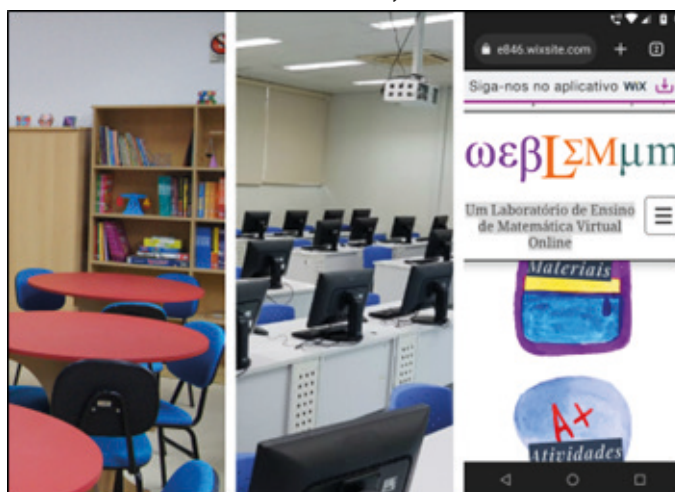 e846.wixsite.com
2
Siga-nos no aplicativo WiX
ωεβLΣMμm
Um Laboratório de Ensino
de Matemática Virtual
Online
Materiais
A+
Atividades